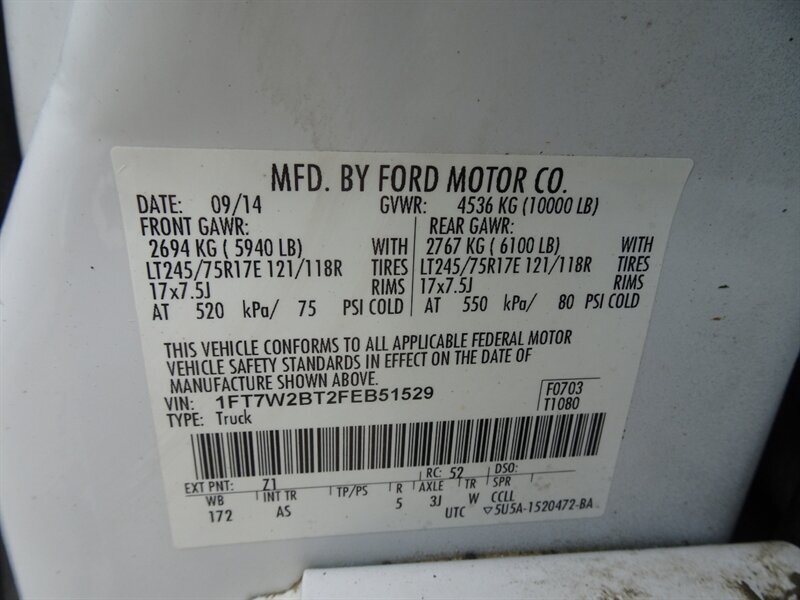 MFD. BY FORD MOTOR CO.
DATE: 09/14 GVWR: 4536 KG (10000 LB)
FRONT GAWR: REAR GAWR:
2694 KG ( 5940 LB) WITH 2767 KG ( 6100 LB) WITH
LT245/75R17E 121/118R TIRES LT245/75R17E 121/118R TIRES
17x7.5J RIMS 17x7.5J RIMS
AT 520 kPa/ 75 PSI COLD AT 550 kPa/ 80 PSI COLD
THIS VEHICLE CONFORMS TO ALL APPLICABLE FEDERAL MOTOR
VEHICLE SAFETY STANDARDS IN EFFECT ON THE DATE OF
MANUFACTURE SHOWN ABOVE.
VIN: 1FT7W2BT2FEB51529 F0703
TYPE: Truck T1080
EXT PNT: Z1 RC: 52 DSO:
WB INT TR TP/PS R AXLE TR SPR
172 AS 5 3J W CCLL
UTC ▽5U5A-1520472-BA